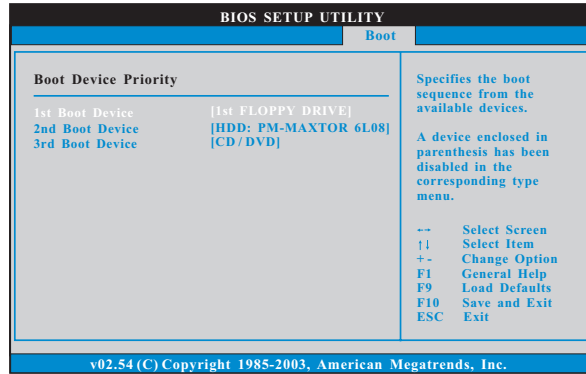 BIOS SETUP UTILITY
Boot
Boot Device Priority
1st Boot Device [1st FLOPPY DRIVE]
2nd Boot Device [HDD: PM-MAXTOR 6L08]
3rd Boot Device [CD/DVD]
Specifies the boot
sequence from the
available devices.
A device enclosed in
parenthesis has been
disabled in the
corresponding type
menu.
←→ Select Screen
↑↓ Select Item
+- Change Option
F1 General Help
F9 Load Defaults
F10 Save and Exit
ESC Exit
v02.54 (C) Copyright 1985-2003, American Megatrends, Inc.